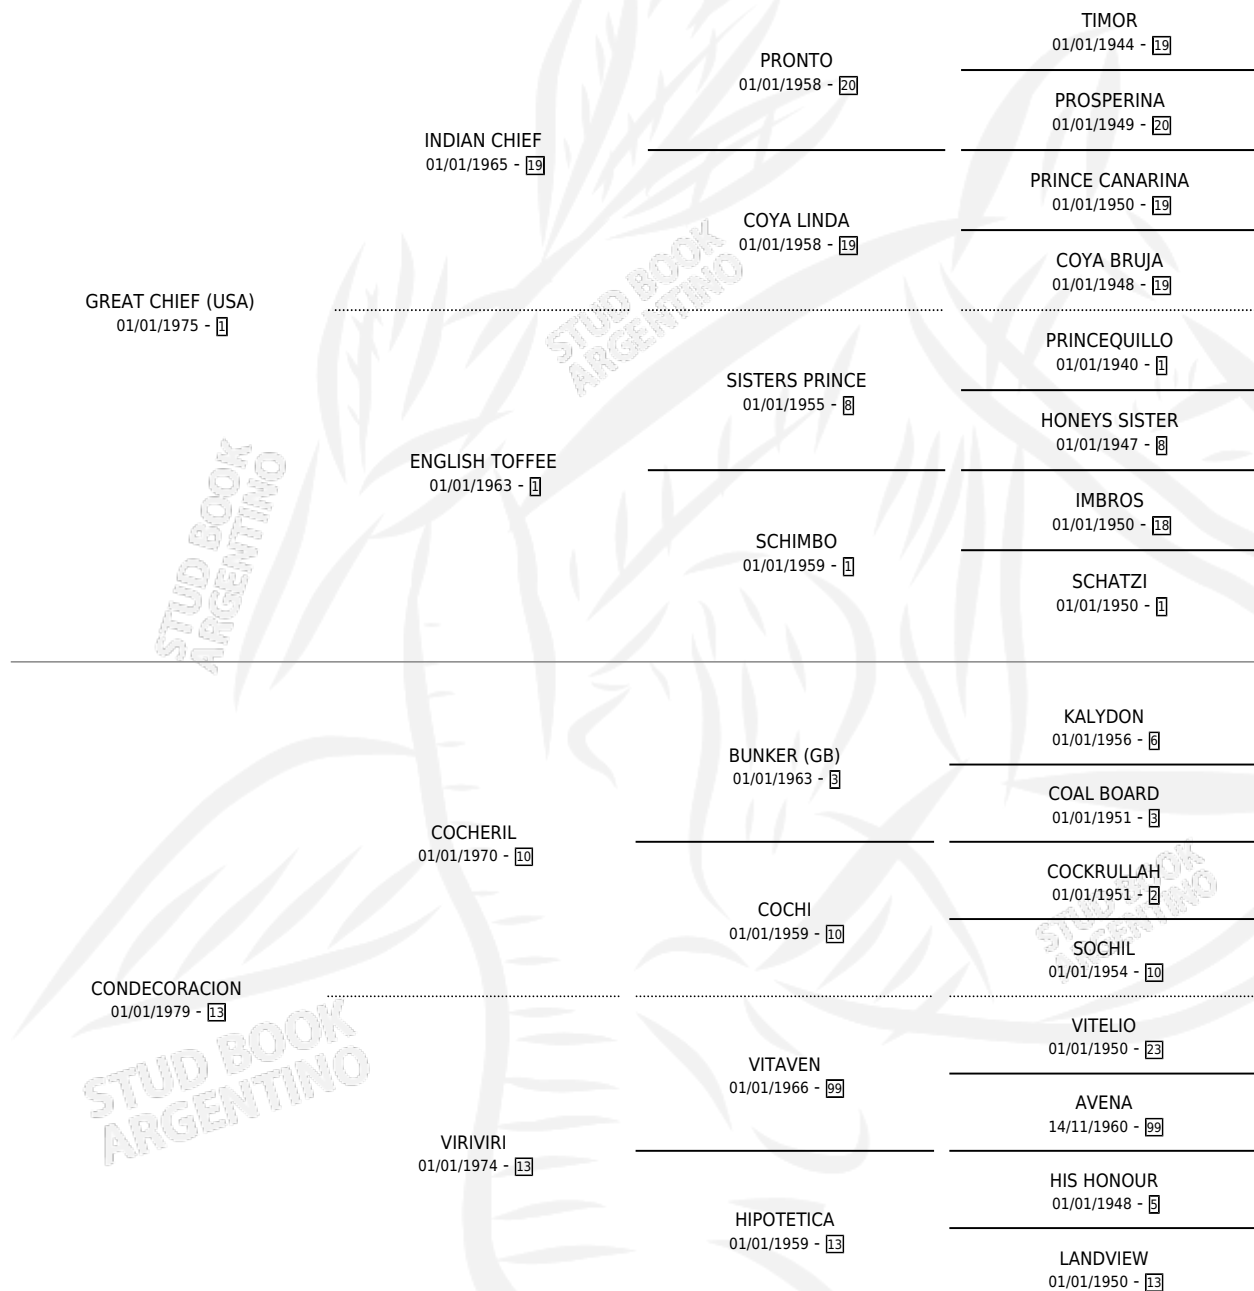 TIMOR
01/01/1944 - 19
PRONTO
01/01/1958 - 20
PROSPERINA
01/01/1949 - 20
INDIAN CHIEF
01/01/1965 - 19
PRINCE CANARINA
01/01/1950 - 19
COYA LINDA
01/01/1958 - 19
COYA BRUJA
01/01/1948 - 19
GREAT CHIEF (USA)
01/01/1975 - 1
PRINCEQUILLO
01/01/1940 - 1
SISTERS PRINCE
01/01/1955 - 8
HONEYS SISTER
01/01/1947 - 8
ENGLISH TOFFEE
01/01/1963 - 1
IMBROS
01/01/1950 - 18
SCHIMBO
01/01/1959 - 1
SCHATZI
01/01/1950 - 1
KALYDON
01/01/1956 - 6
BUNKER (GB)
01/01/1963 - 3
COAL BOARD
01/01/1951 - 3
COCHERIL
01/01/1970 - 10
COCKRULLAH
01/01/1951 - 2
COCHI
01/01/1959 - 10
SOCHIL
01/01/1954 - 10
CONDECORACION
01/01/1979 - 13
VITELIO
01/01/1950 - 23
VITAVEN
01/01/1966 - 99
AVENA
14/11/1960 - 99
VIRIVIRI
01/01/1974 - 13
HIS HONOUR
01/01/1948 - 5
HIPOTETICA
01/01/1959 - 13
LANDVIEW
01/01/1950 - 13
STUD BOOK
ARGENTINO
STUD BOOK
ARGENTINO
STUD BOOK
ARGENTINO
STUD BOOK
ARGENTINO